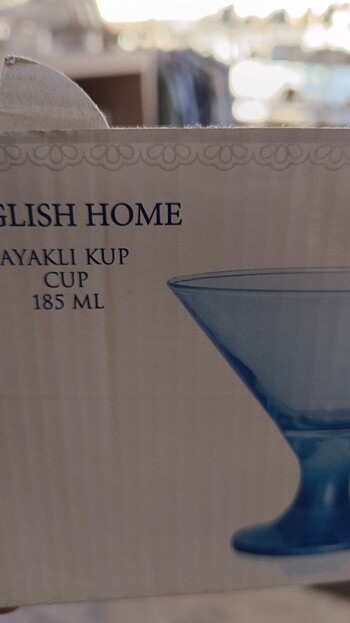 GLISH HOME
AYAKLI KUP
CUP
185 ML